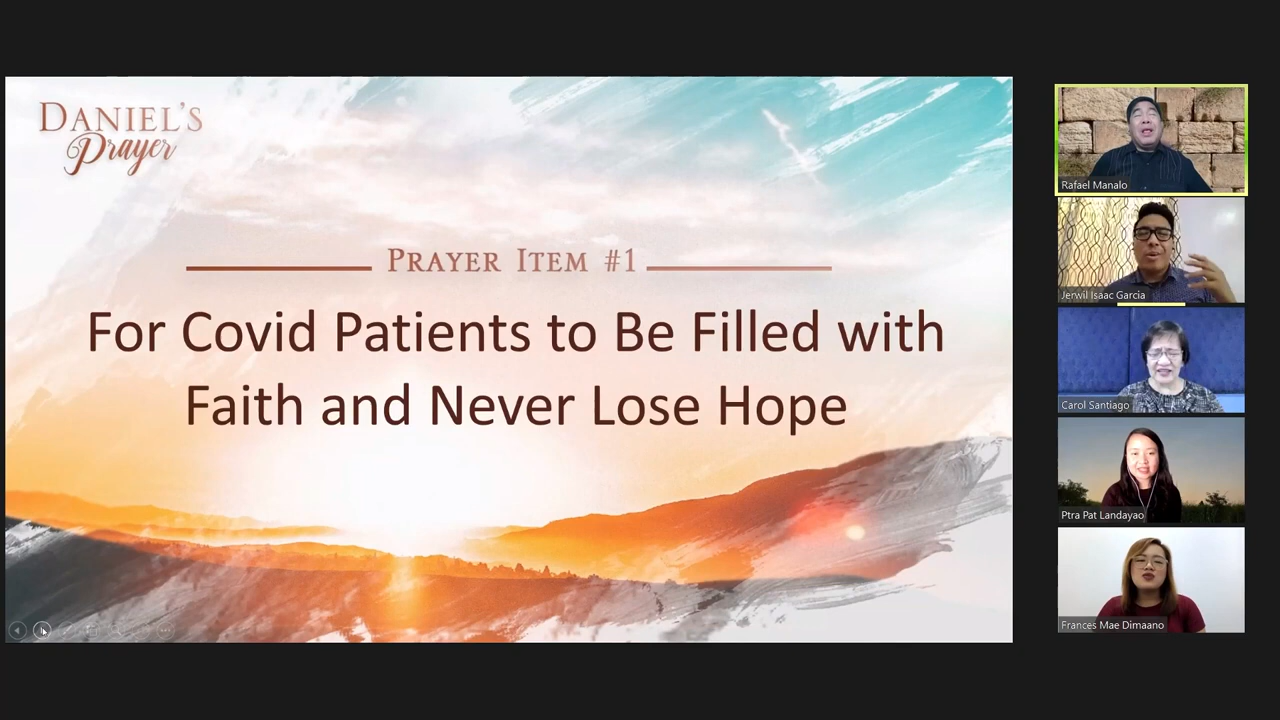 DANIEL'S
Prayer
PRAYER ITEM #1
For Covid Patients to Be Filled with
Faith and Never Lose Hope
Rafael Manalo
Jerwil Isaac Garcia
Carol Santiago
Ptra Pat Landayao
Frances Mae Dimaano